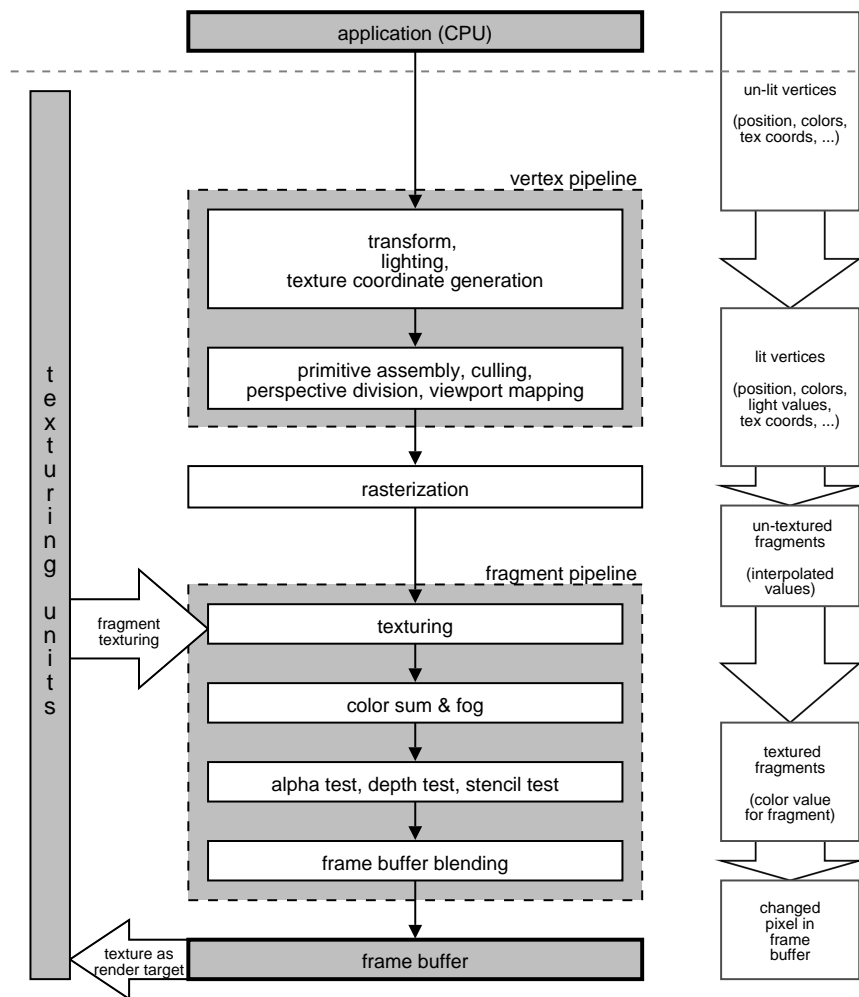 application (CPU)
un-lit vertices
(position, colors,
tex coords, ...)
vertex pipeline
transform,
lighting,
texture coordinate generation
primitive assembly, culling,
perspective division, viewport mapping
lit vertices
(position, colors,
light values,
tex coords, ...)
rasterization
un-textured
fragments
(interpolated
values)
texturing units
fragment pipeline
fragment
texturing
texturing
color sum & fog
alpha test, depth test, stencil test
frame buffer blending
textured
fragments
(color value
for fragment)
texture as
render target
frame buffer
changed
pixel in
frame
buffer